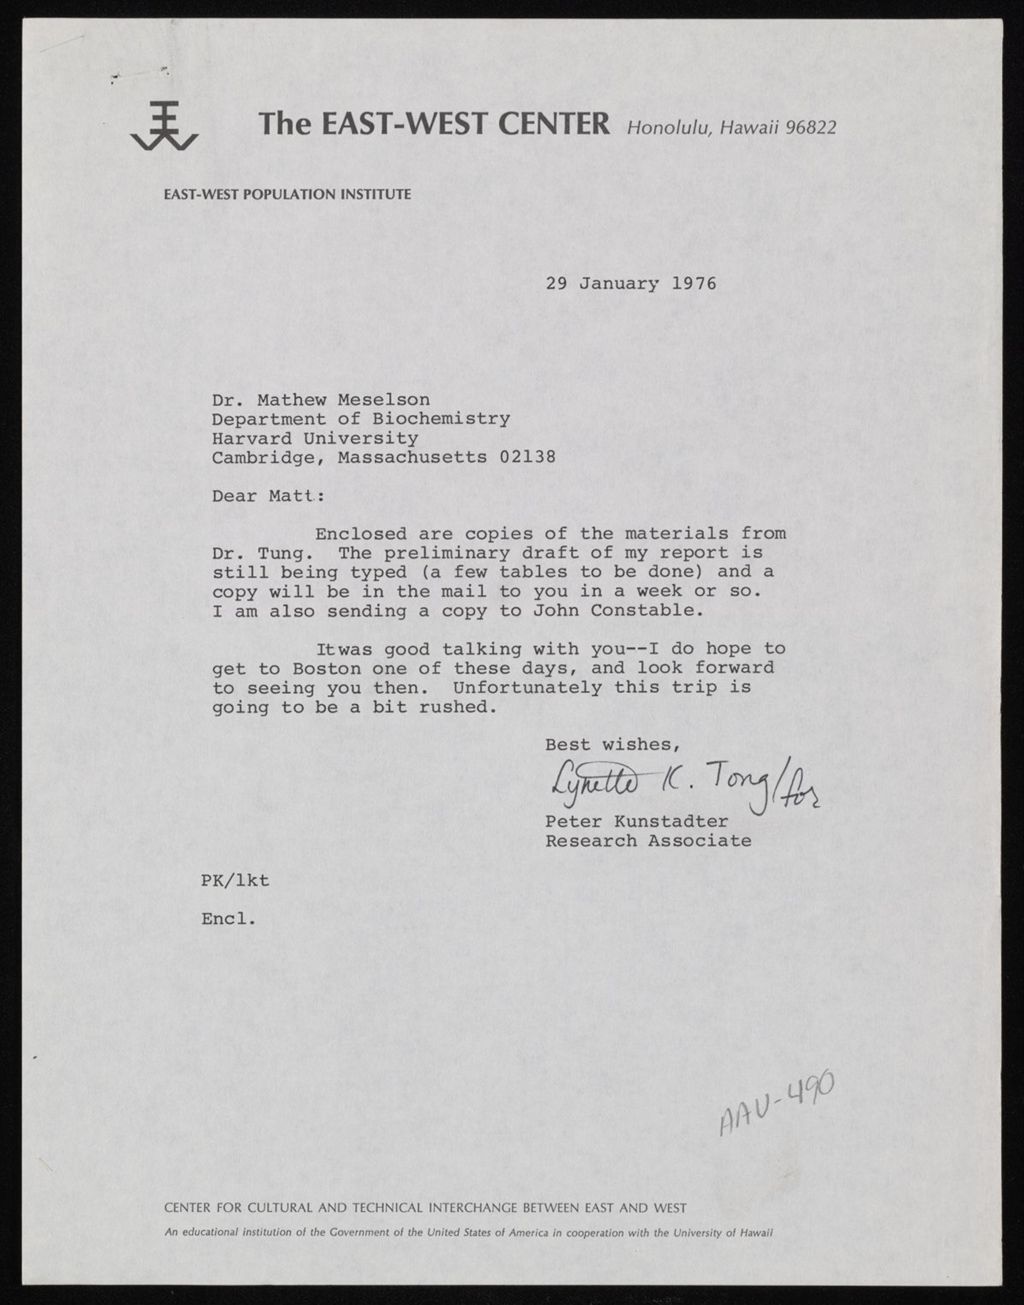 The EAST-WEST CENTER Honolulu, Hawaii 96822
EAST-WEST POPULATION INSTITUTE
29 January 1976
Dr. Mathew Meselson
Department of Biochemistry
Harvard University
Cambridge, Massachusetts 02138
Dear Matt:
Enclosed are copies of the materials from
Dr. Tung. The preliminary draft of my report is
still being typed (a few tables to be done) and a
copy will be in the mail to you in a week or so.
I am also sending a copy to John Constable.
Itwas good talking with you--I do hope to
get to Boston one of these days, and look forward
to seeing you then. Unfortunately this trip is
going to be a bit rushed.
Best wishes,
Lynette K. Tong/for
Peter Kunstadter
Research Associate
PK/lkt
Encl.
AAU-490
CENTER FOR CULTURAL AND TECHNICAL INTERCHANGE BETWEEN EAST AND WEST
An educational institution of the Government of the United States of America in cooperation with the University of Hawaii